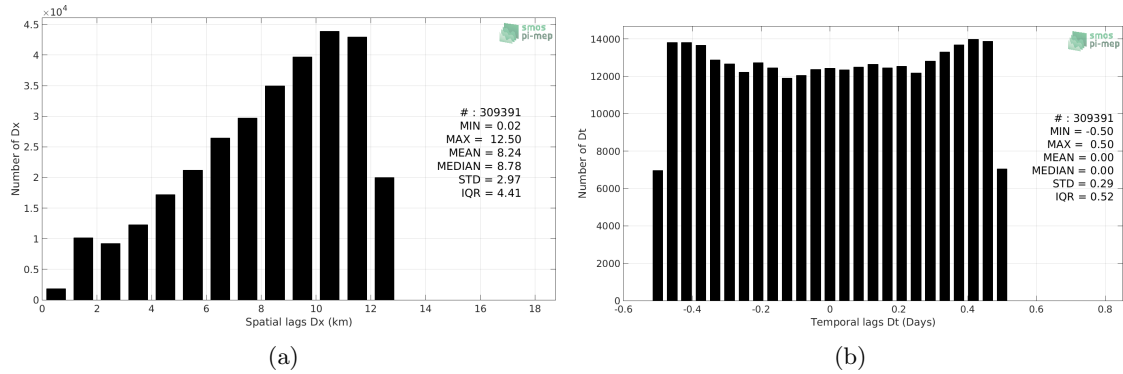 ×10⁴
4.5
4
3.5
3
2.5
2
1.5
1
0.5
0
Number of Dx
0 2 4 6 8 10 12 14 16 18
Spatial lags Dx (km)
smos
pi-mep
# : 309391
MIN = 0.02
MAX = 12.50
MEAN = 8.24
MEDIAN = 8.78
STD = 2.97
IQR = 4.41
(a)
14000
12000
10000
8000
6000
4000
2000
0
Number of Dt
-0.6 -0.4 -0.2 0 0.2 0.4 0.6 0.8
Temporal lags Dt (Days)
smos
pi-mep
# : 309391
MIN = -0.50
MAX = 0.50
MEAN = 0.00
MEDIAN = 0.00
STD = 0.29
IQR = 0.52
(b)